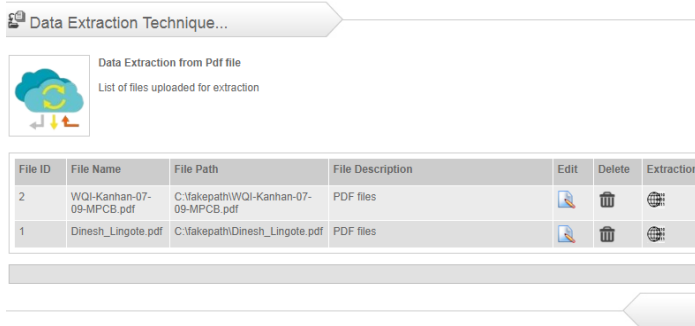 Data Extraction Technique...
Data Extraction from Pdf file
List of files uploaded for extraction
File ID File Name File Path File Description Edit Delete Extraction
2 WQI-Kanhan-07- C:\fakepath\WQI-Kanhan-07- PDF files
09-MPCB.pdf 09-MPCB.pdf
1 Dinesh_Lingote.pdf C:\fakepath\Dinesh_Lingote.pdf PDF files